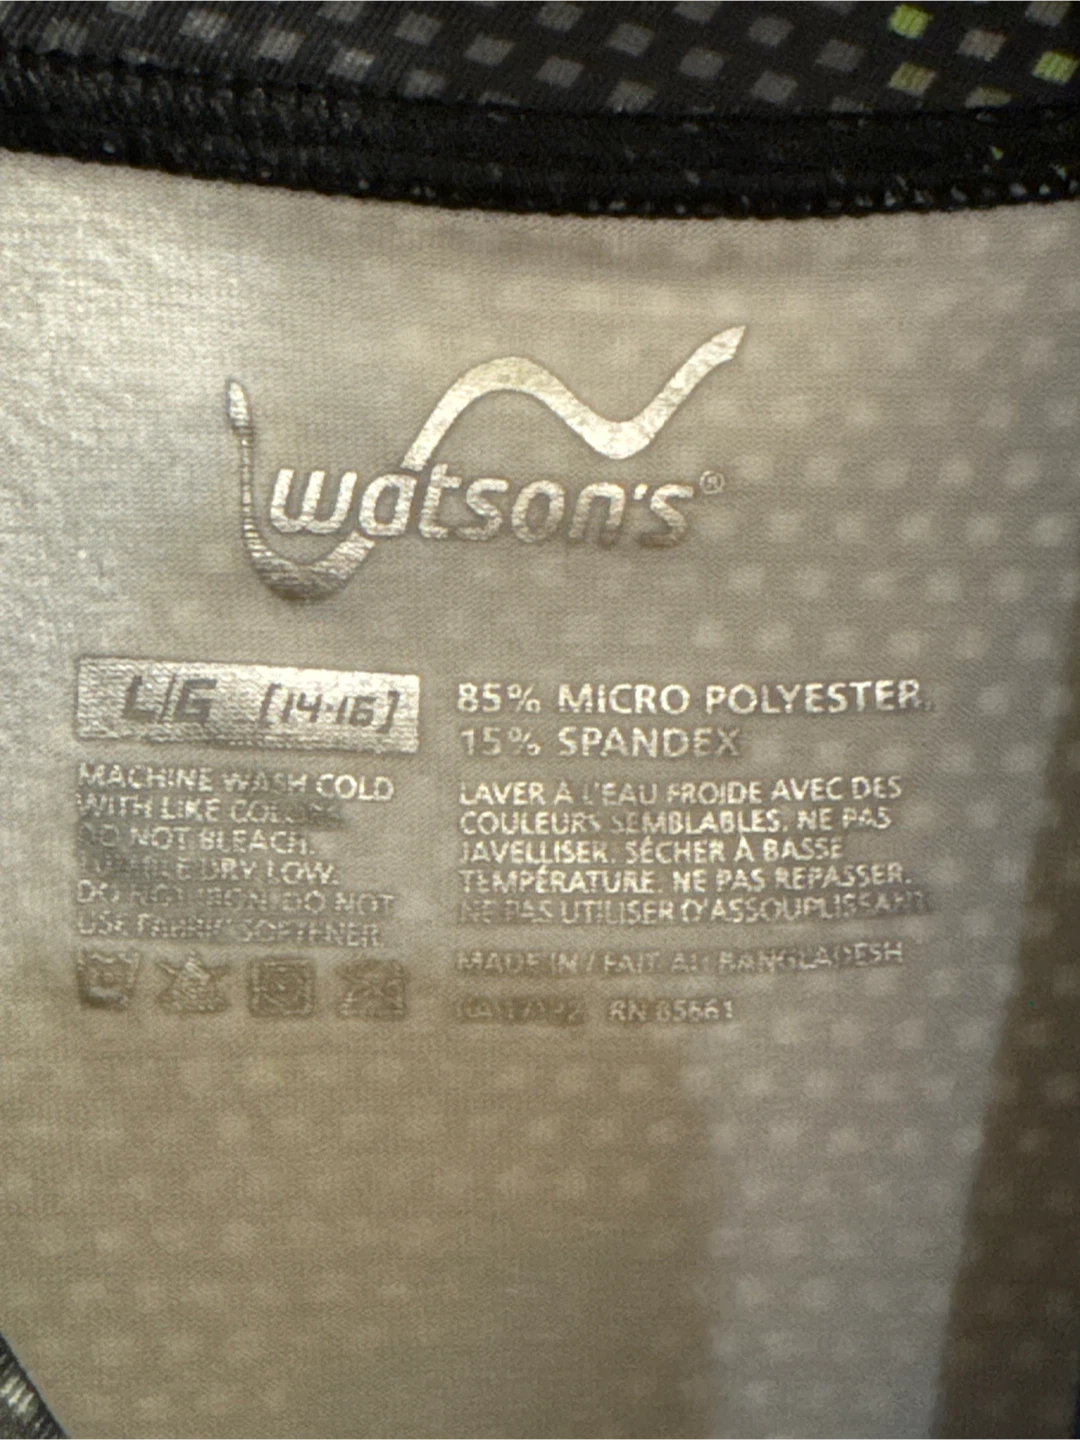 watson's®
L/G [14-16]
MACHINE WASH COLD
WITH LIKE COLORS.
DO NOT BLEACH.
TUMBLE DRY LOW.
DO NOT IRON. DO NOT
USE FABRIC SOFTENER.
85% MICRO POLYESTER,
15% SPANDEX
LAVER À L'EAU FROIDE AVEC DES
COULEURS SEMBLABLES. NE PAS
JAVELLISER. SÉCHER À BASSE
TEMPÉRATURE. NE PAS REPASSER.
NE PAS UTILISER D'ASSOUPLISSANT.
MADE IN / FAIT AU BANGLADESH
RN 85661